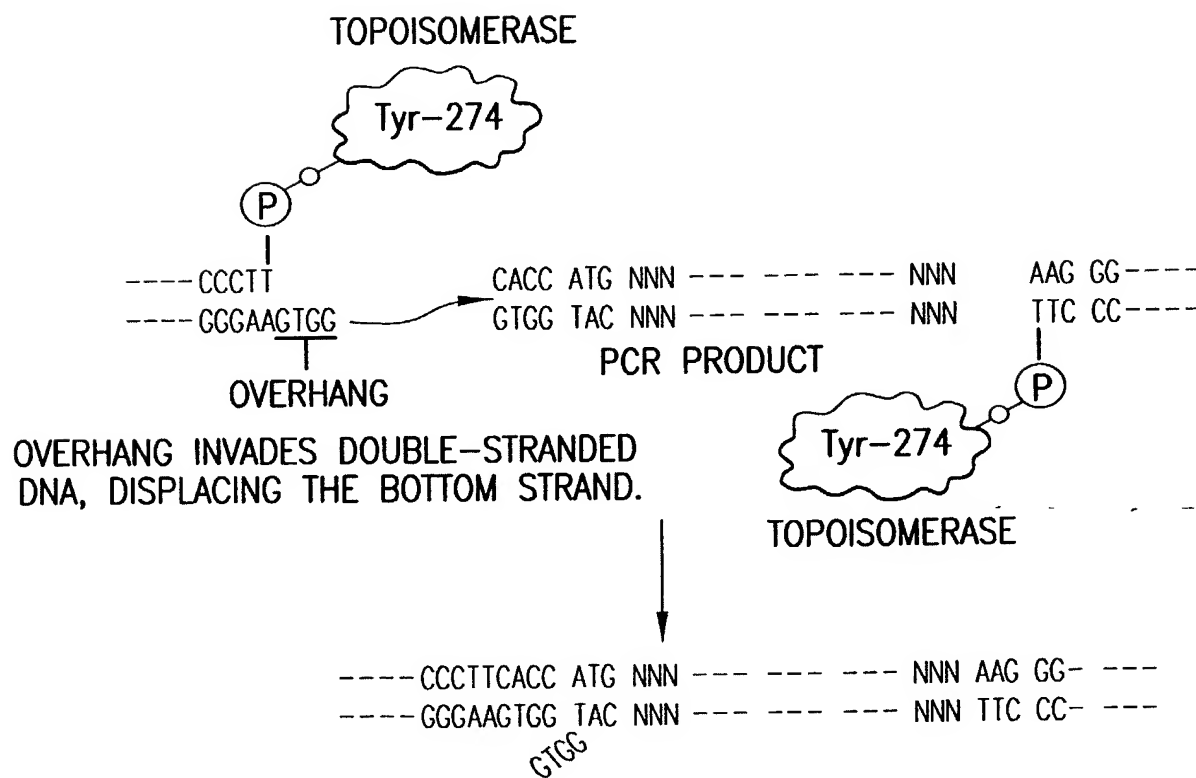 TOPOISOMERASE
Tyr-274
P
----CCCTT
CACC ATG NNN --- --- --- --- NNN AAG GG----
----GGGAAGTGG
GTGG TAC NNN --- --- --- --- NNN TTC CC----
OVERHANG
PCR PRODUCT
P
OVERHANG INVADES DOUBLE-STRANDED
DNA, DISPLACING THE BOTTOM STRAND.
Tyr-274
TOPOISOMERASE
----CCCTTCACC ATG NNN --- --- --- --- NNN AAG GG- ---
----GGGAAGTGG TAC NNN --- --- --- --- NNN TTC CC- ---
GTGG